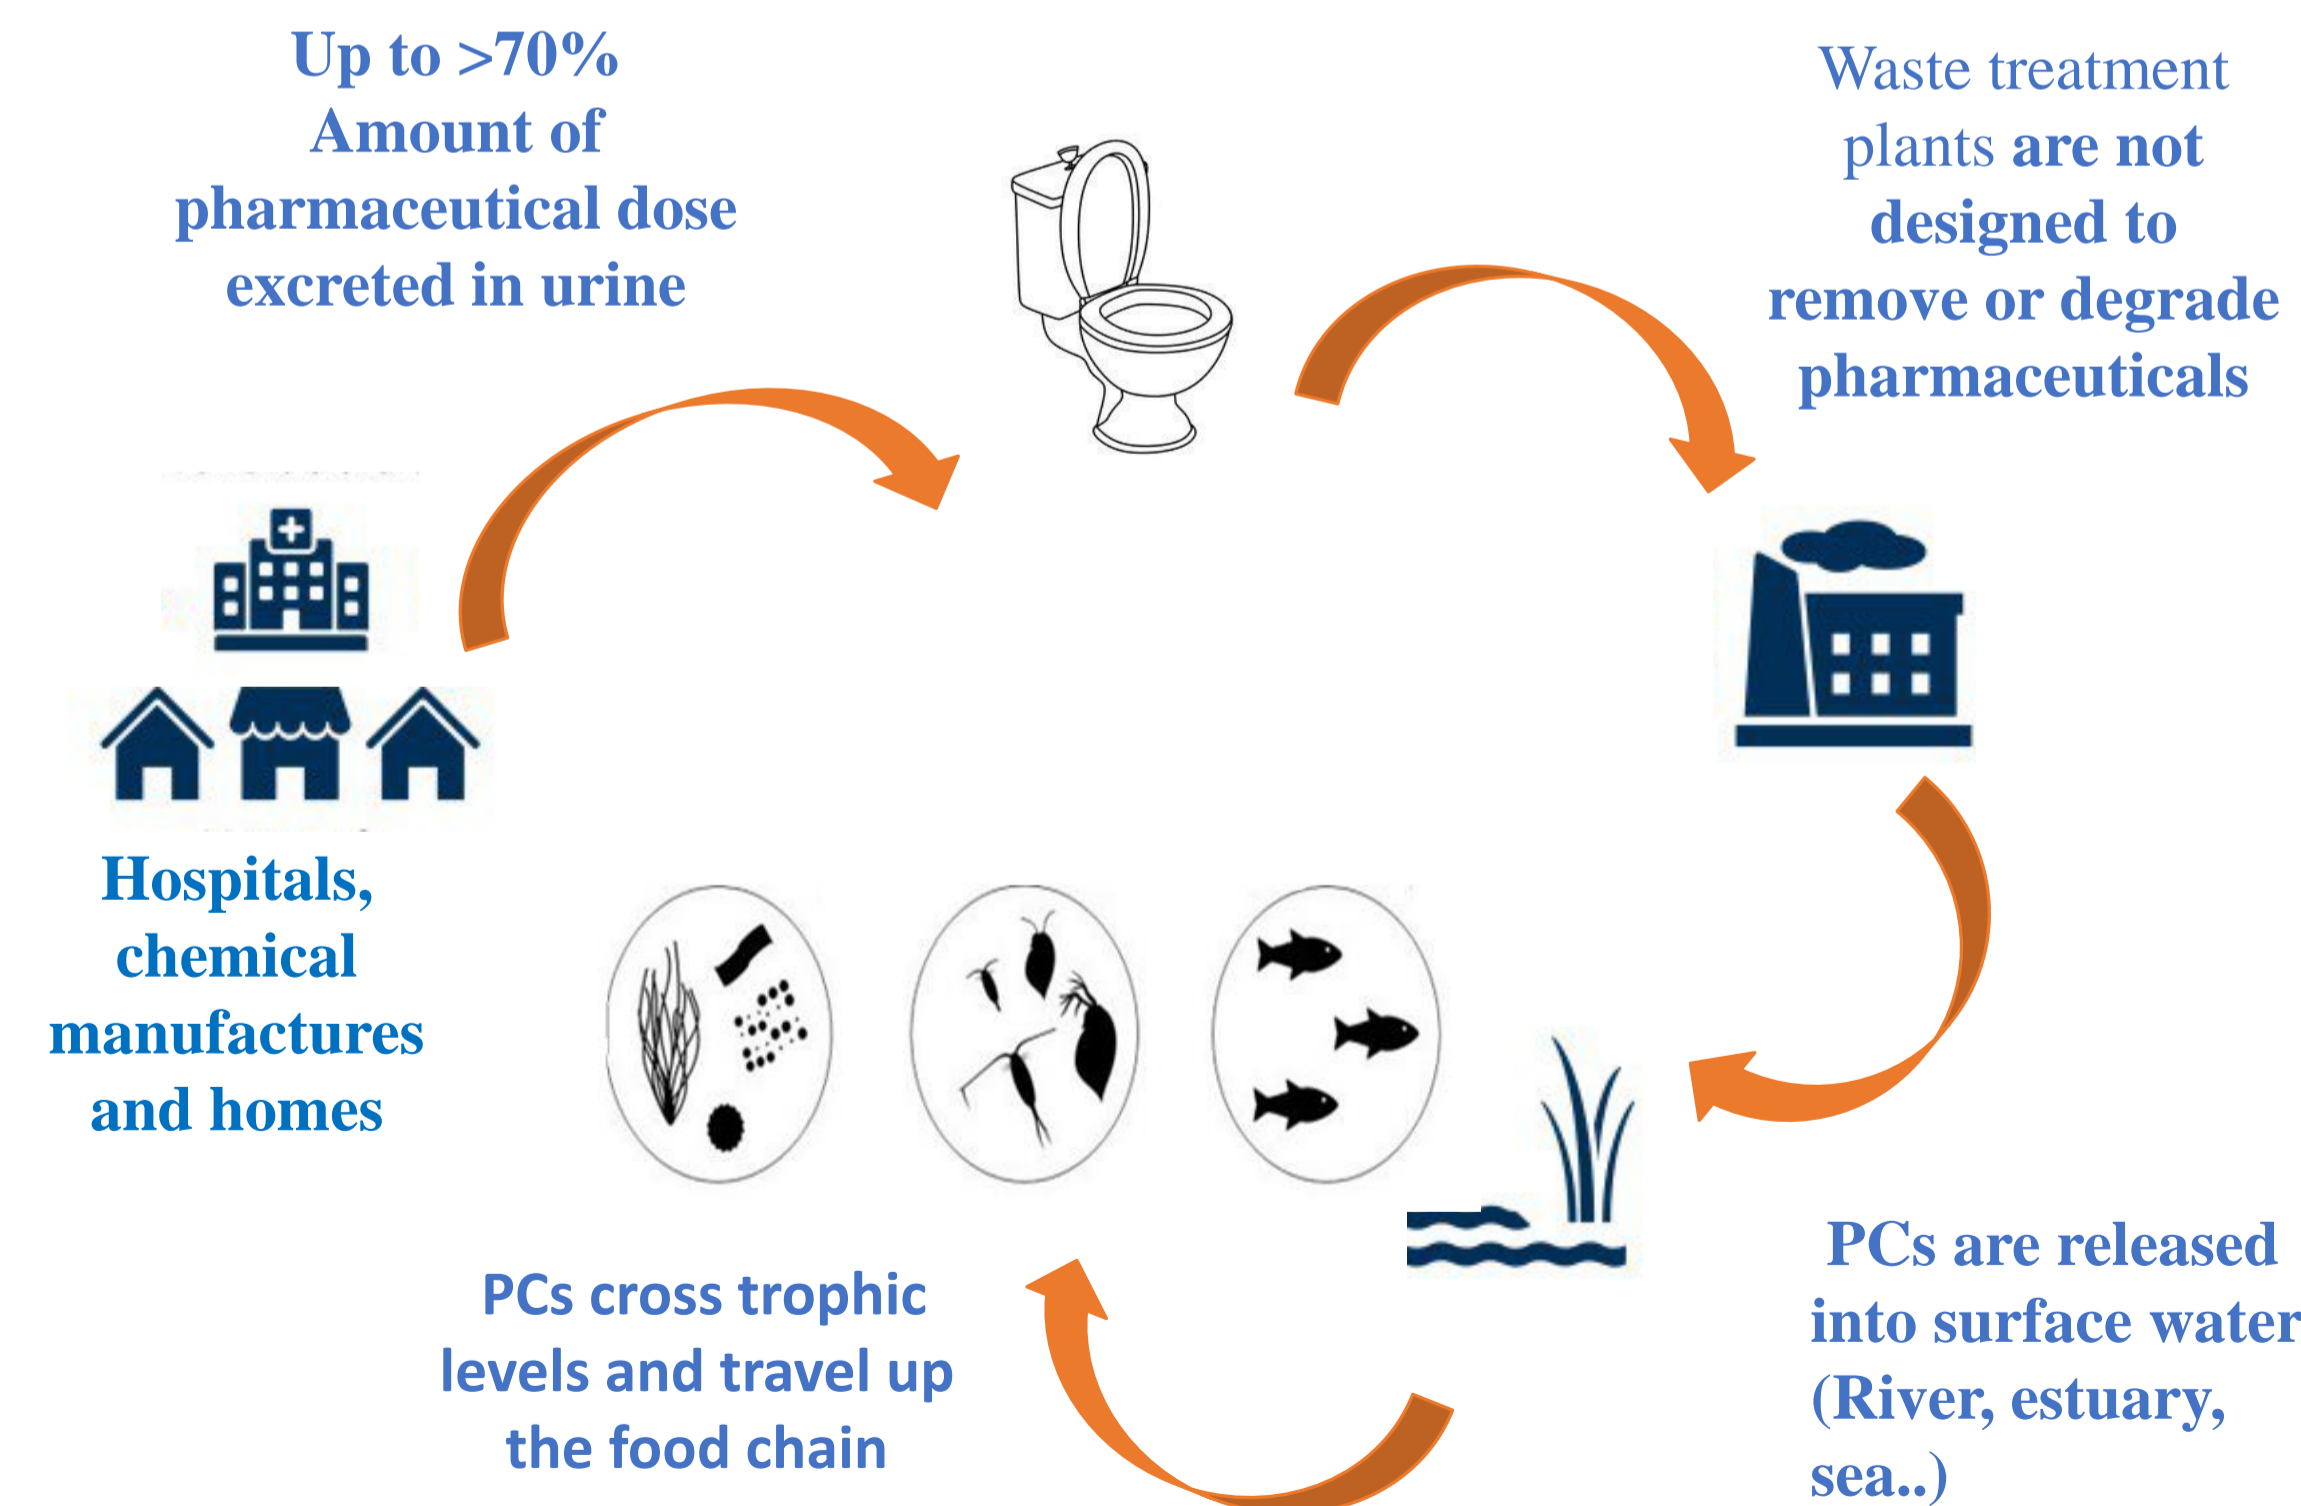 Up to >70%
Amount of
pharmaceutical dose
excreted in urine
Waste treatment
plants are not
designed to
remove or degrade
pharmaceuticals
Hospitals,
chemical
manufactures
and homes
PCs cross trophic
levels and travel up
the food chain
PCs are released
into surface water
(River, estuary,
sea..)